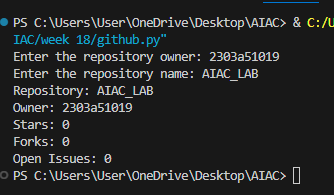 PS C:\Users\User\OneDrive\Desktop\AIAC> & C:/U
IAC/week 18/github.py"
Enter the repository owner: 2303a51019
Enter the repository name: AIAC_LAB
Repository: AIAC_LAB
Owner: 2303a51019
Stars: 0
Forks: 0
Open Issues: 0
PS C:\Users\User\OneDrive\Desktop\AIAC>